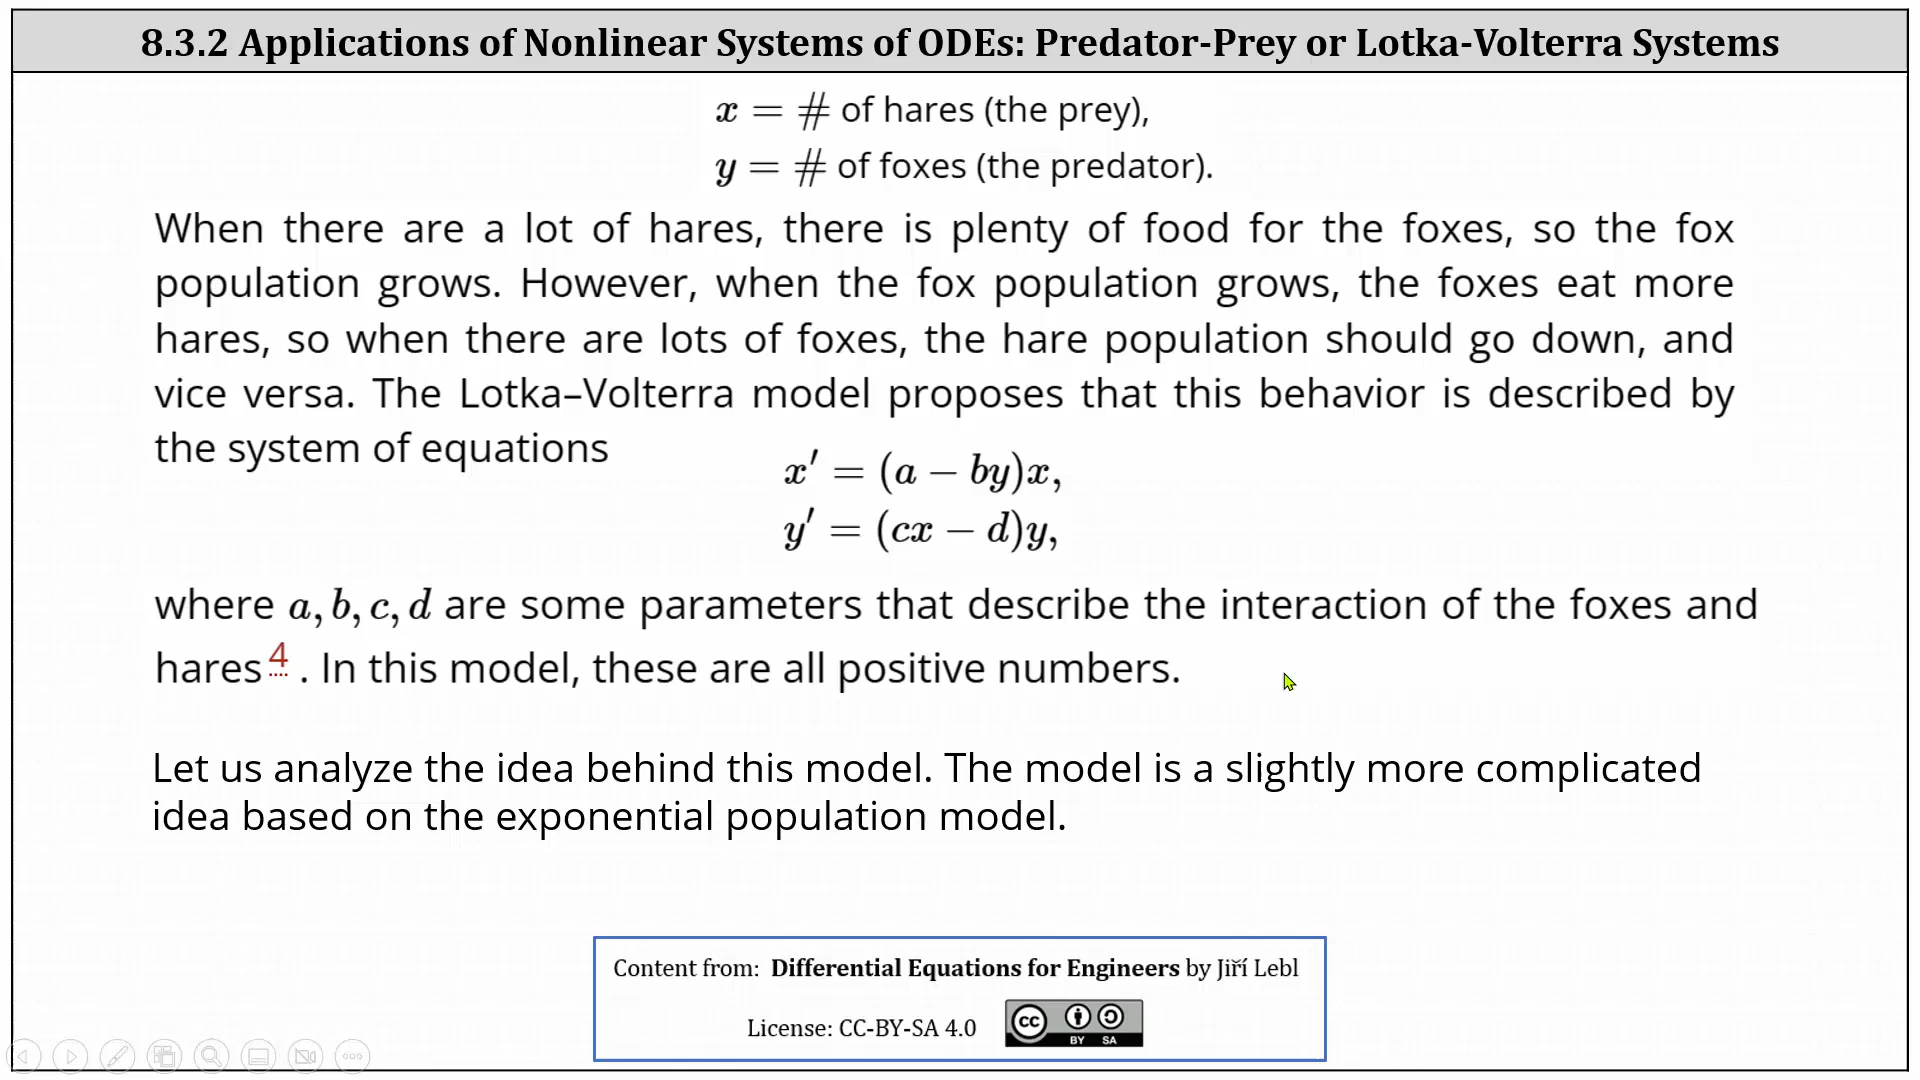 8.3.2 Applications of Nonlinear Systems of ODEs: Predator-Prey or Lotka-Volterra Systems
x = # of hares (the prey),
y = # of foxes (the predator).
When there are a lot of hares, there is plenty of food for the foxes, so the fox
population grows. However, when the fox population grows, the foxes eat more
hares, so when there are lots of foxes, the hare population should go down, and
vice versa. The Lotka–Volterra model proposes that this behavior is described by
the system of equations
x′ = (a − by)x,
y′ = (cx − d)y,
where a, b, c, d are some parameters that describe the interaction of the foxes and
hares 4 . In this model, these are all positive numbers.
Let us analyze the idea behind this model. The model is a slightly more complicated
idea based on the exponential population model.
Content from: Differential Equations for Engineers by Jiří Lebl
License: CC-BY-SA 4.0
cc BY SA